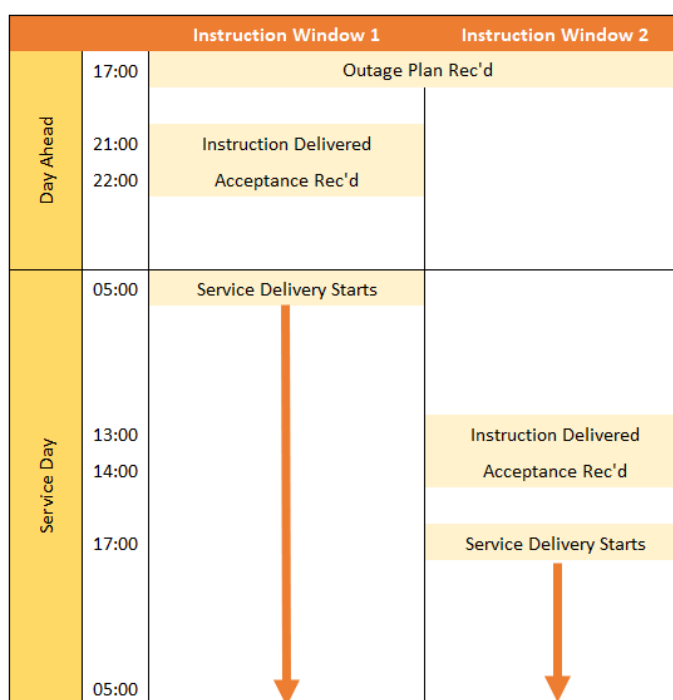 Instruction Window 1 Instruction Window 2
Day Ahead
17:00 Outage Plan Rec'd
21:00 Instruction Delivered
22:00 Acceptance Rec'd
Service Day
05:00 Service Delivery Starts
13:00 Instruction Delivered
14:00 Acceptance Rec'd
17:00 Service Delivery Starts
05:00